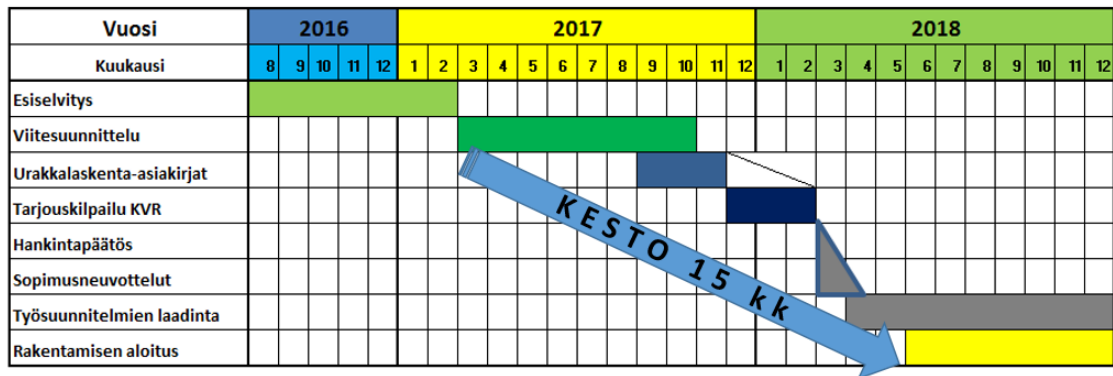 Vuosi 2016 2017 2018
Kuukausi 8 9 10 11 12 1 2 3 4 5 6 7 8 9 10 11 12 1 2 3 4 5 6 7 8 9 10 11 12
Esiselvitys
Viitesuunnittelu
Urakkalaskenta-asiakirjat
Tarjouskilpailu KVR
Hankintapäätös
Sopimusneuvottelut
Työsuunnitelmien laadinta
Rakentamisen aloitus
KESTO 15 kk